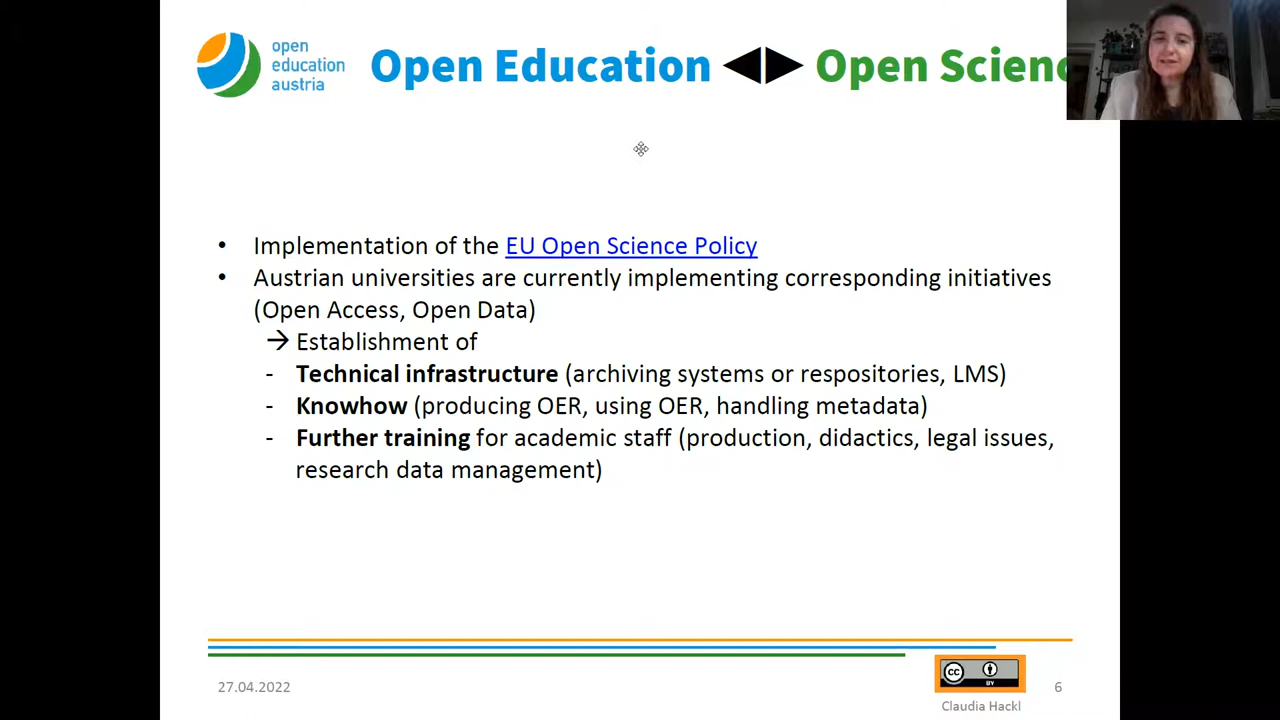 open
education
austria
Open Education ◀▶ Open Scienc
• Implementation of the EU Open Science Policy
• Austrian universities are currently implementing corresponding initiatives
(Open Access, Open Data)
→ Establishment of
- Technical infrastructure (archiving systems or respositories, LMS)
- Knowhow (producing OER, using OER, handling metadata)
- Further training for academic staff (production, didactics, legal issues,
research data management)
27.04.2022
cc
BY
Claudia Hackl
6